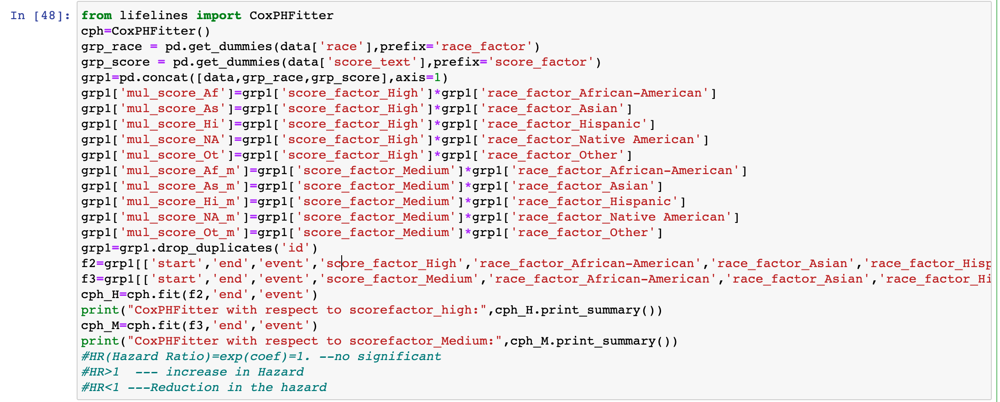 In [48]: from lifelines import CoxPHFitter
cph=CoxPHFitter()
grp_race = pd.get_dummies(data['race'],prefix='race_factor')
grp_score = pd.get_dummies(data['score_text'],prefix='score_factor')
grp1=pd.concat([data,grp_race,grp_score],axis=1)
grp1['mul_score_Af']=grp1['score_factor_High']*grp1['race_factor_African-American']
grp1['mul_score_As']=grp1['score_factor_High']*grp1['race_factor_Asian']
grp1['mul_score_Hi']=grp1['score_factor_High']*grp1['race_factor_Hispanic']
grp1['mul_score_NA']=grp1['score_factor_High']*grp1['race_factor_Native American']
grp1['mul_score_Ot']=grp1['score_factor_High']*grp1['race_factor_Other']
grp1['mul_score_Af_m']=grp1['score_factor_Medium']*grp1['race_factor_African-American']
grp1['mul_score_As_m']=grp1['score_factor_Medium']*grp1['race_factor_Asian']
grp1['mul_score_Hi_m']=grp1['score_factor_Medium']*grp1['race_factor_Hispanic']
grp1['mul_score_NA_m']=grp1['score_factor_Medium']*grp1['race_factor_Native American']
grp1['mul_score_Ot_m']=grp1['score_factor_Medium']*grp1['race_factor_Other']
grp1=grp1.drop_duplicates('id')
f2=grp1[['start','end','event','score_factor_High','race_factor_African-American','race_factor_Asian','race_factor_Hisp
f3=grp1[['start','end','event','score_factor_Medium','race_factor_African-American','race_factor_Asian','race_factor_Hi
cph_H=cph.fit(f2,'end','event')
print("CoxPHFitter with respect to scorefactor_high:",cph_H.print_summary())
cph_M=cph.fit(f3,'end','event')
print("CoxPHFitter with respect to scorefactor_Medium:",cph_M.print_summary())
#HR(Hazard Ratio)=exp(coef)=1. --no significant
#HR>1  --- increase in Hazard
#HR<1 ---Reduction in the hazard